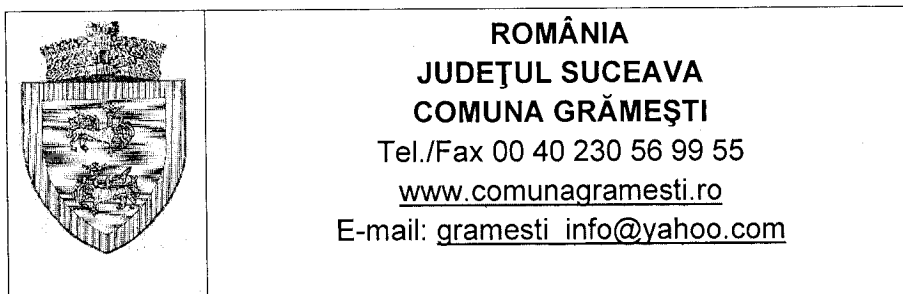 ROMÂNIA
JUDEŢUL SUCEAVA
COMUNA GRĂMEŞTI
Tel./Fax 00 40 230 56 99 55
www.comunagramesti.ro
E-mail: gramesti_info@yahoo.com